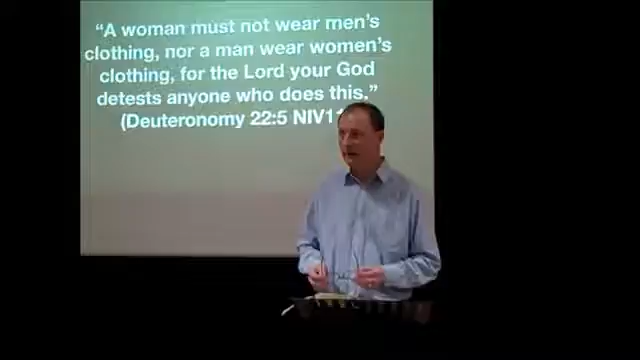 “A woman must not wear men’s
clothing, nor a man wear women’s
clothing, for the Lord your God
detests anyone who does this.”
(Deuteronomy 22:5 NIV11